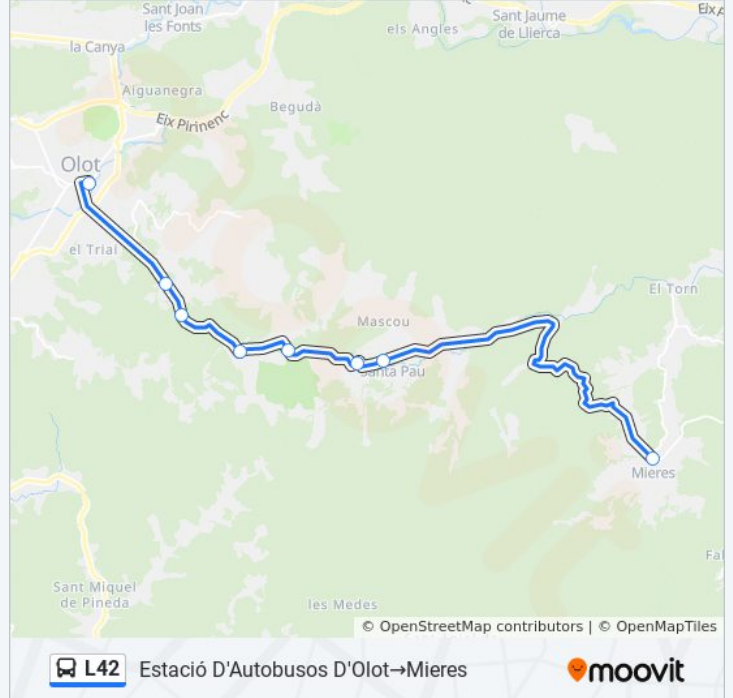 Sant Joan
les Fonts
els Angles
Sant Jaume
de Llierca
Eix P
la Canya
Aiguanegra
Begudà
Eix Pirinenc
Olot
el Trial
El Torn
Mascou
Santa Pau
Mieres
Fal
Sant Miquel
de Pineda
les Medes
© OpenStreetMap contributors | © OpenMapTiles
L42 Estació D'Autobusos D'Olot→Mieres
moovit